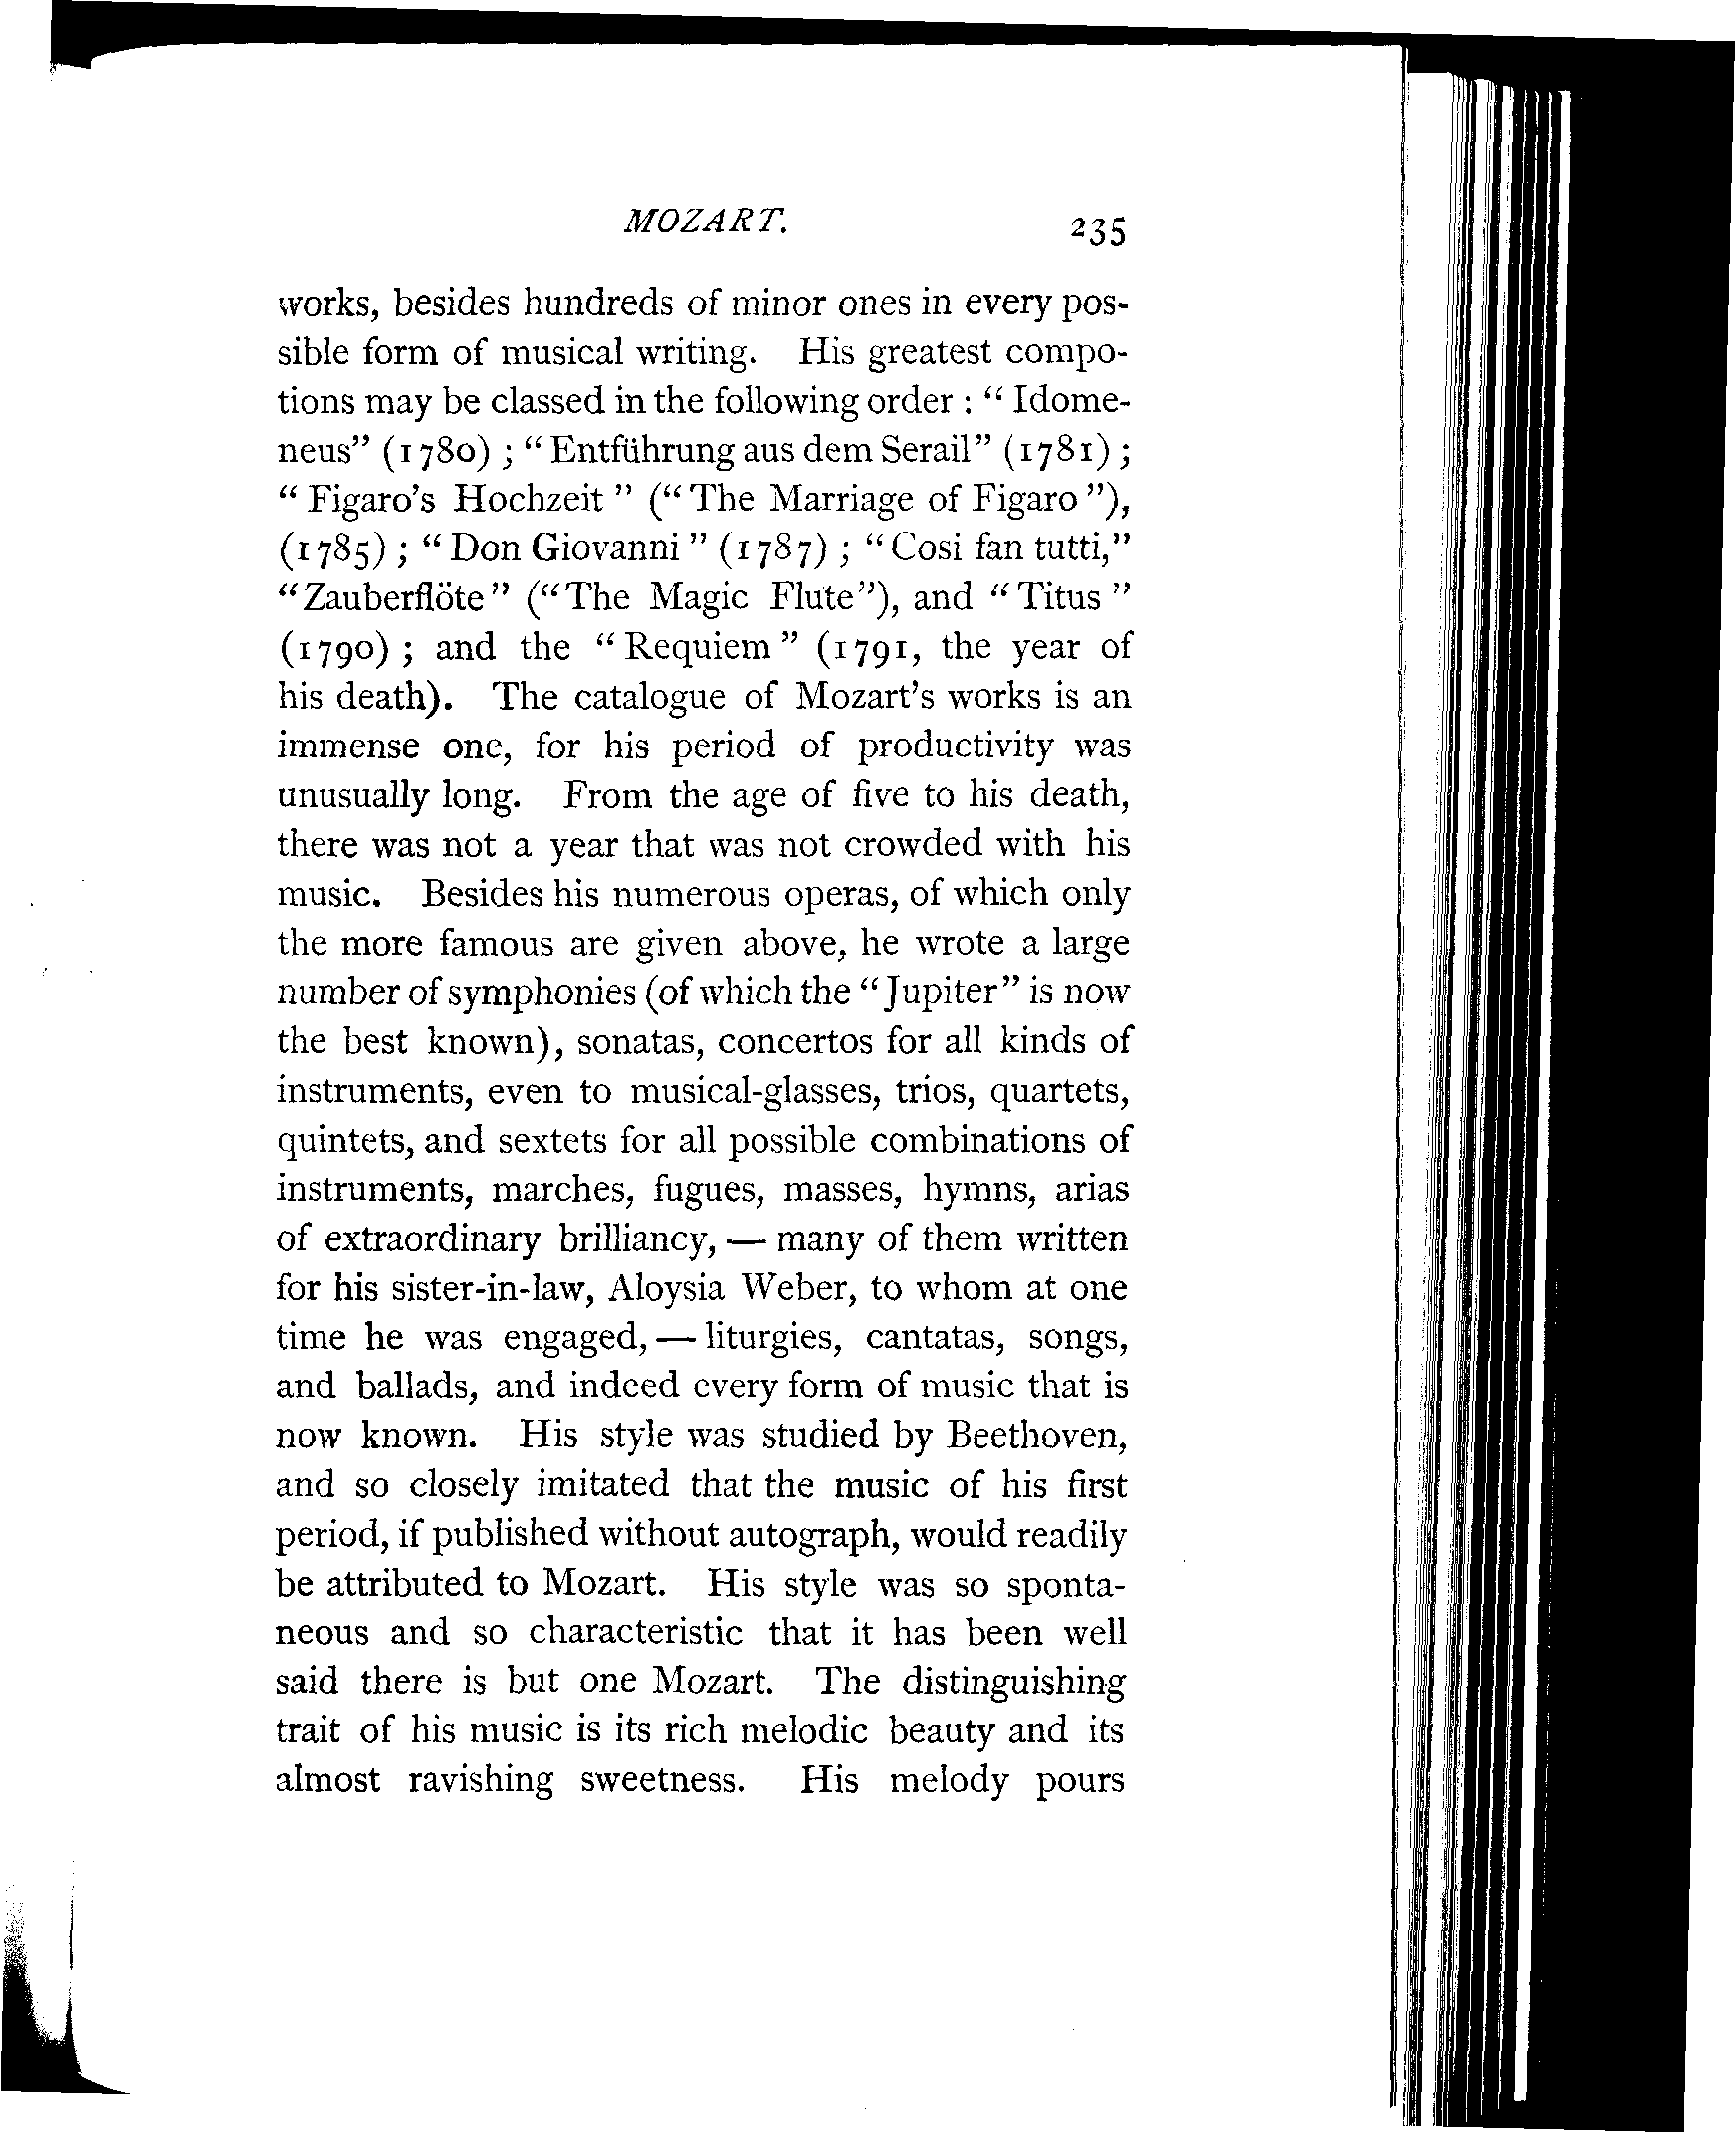 MOZART. 235
works, besides hundreds of minor ones in every pos-
sible form of musical writing. His greatest compo-
tions may be classed in the following order : “ Idome-
neus” (1780) ; “ Entführung aus dem Serail” (1781) ;
“ Figaro’s Hochzeit ” (“ The Marriage of Figaro ”),
(1785) ; “ Don Giovanni ” (1787) ; “ Cosi fan tutti,”
“Zauberflöte” (“The Magic Flute”), and “ Titus ”
(1790) ; and the “ Requiem ” (1791, the year of
his death). The catalogue of Mozart’s works is an
immense one, for his period of productivity was
unusually long. From the age of five to his death,
there was not a year that was not crowded with his
music. Besides his numerous operas, of which only
the more famous are given above, he wrote a large
number of symphonies (of which the “Jupiter” is now
the best known), sonatas, concertos for all kinds of
instruments, even to musical-glasses, trios, quartets,
quintets, and sextets for all possible combinations of
instruments, marches, fugues, masses, hymns, arias
of extraordinary brilliancy, — many of them written
for his sister-in-law, Aloysia Weber, to whom at one
time he was engaged, — liturgies, cantatas, songs,
and ballads, and indeed every form of music that is
now known. His style was studied by Beethoven,
and so closely imitated that the music of his first
period, if published without autograph, would readily
be attributed to Mozart. His style was so sponta-
neous and so characteristic that it has been well
said there is but one Mozart. The distinguishing
trait of his music is its rich melodic beauty and its
almost ravishing sweetness. His melody pours